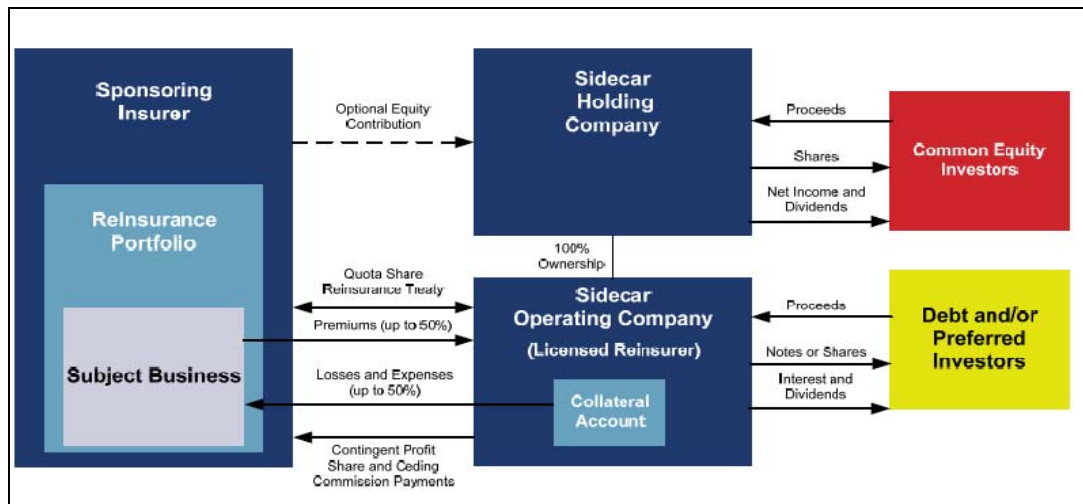 Sponsoring
Insurer
ReInsurance
Portfolio
Subject Business
Optional Equity
Contribution
Sidecar
Holding
Company
Proceeds
Shares
Net Income and
Dividends
Common Equity
Investors
100%
Ownership
Quota Share
Reinsurance Treaty
Premiums (up to 50%)
Losses and Expenses
(up to 50%)
Contingent Profit
Share and Ceding
Commission Payments
Sidecar
Operating Company
(Licensed Reinsurer)
Collateral
Account
Proceeds
Notes or Shares
Interest and
Dividends
Debt and/or
Preferred
Investors